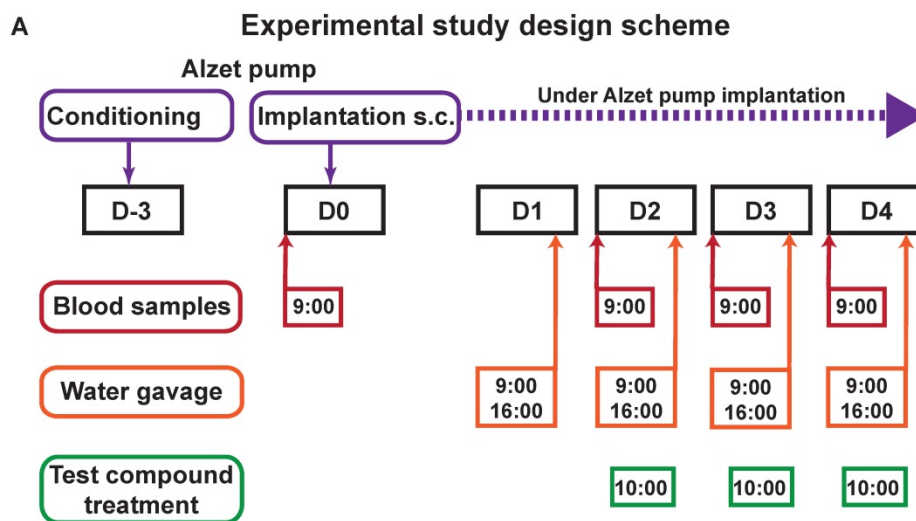 A
Experimental study design scheme
Alzet pump
Conditioning
Implantation s.c.
Under Alzet pump implantation
D-3
D0
D1
D2
D3
D4
Blood samples
9:00
9:00
9:00
9:00
Water gavage
9:00
16:00
9:00
16:00
9:00
16:00
9:00
16:00
Test compound
treatment
10:00
10:00
10:00